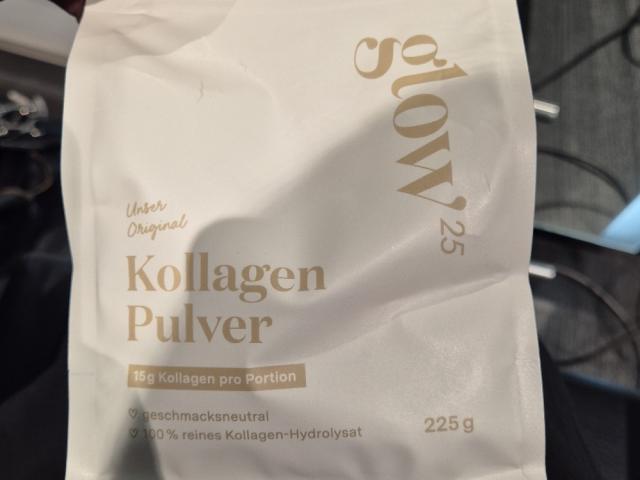 glow
25
Unser
Original
Kollagen
Pulver
15g Kollagen pro Portion
geschmacksneutral
100% reines Kollagen-Hydrolysat
225g